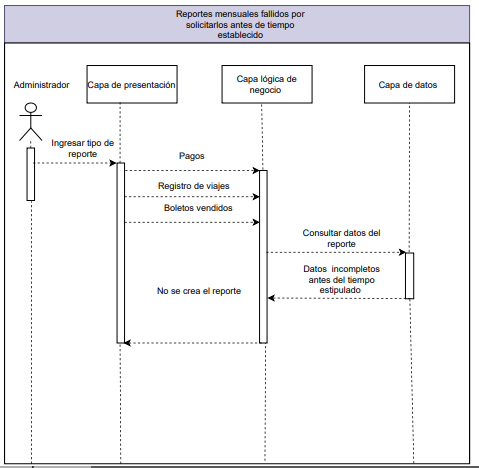 Reportes mensuales fallidos por
solicitarlos antes de tiempo
establecido
Administrador
Capa de presentación
Capa lógica de
negocio
Capa de datos
Ingresar tipo de
reporte
Pagos
Registro de viajes
Boletos vendidos
Consultar datos del
reporte
Datos incompletos
antes del tiempo
estipulado
No se crea el reporte